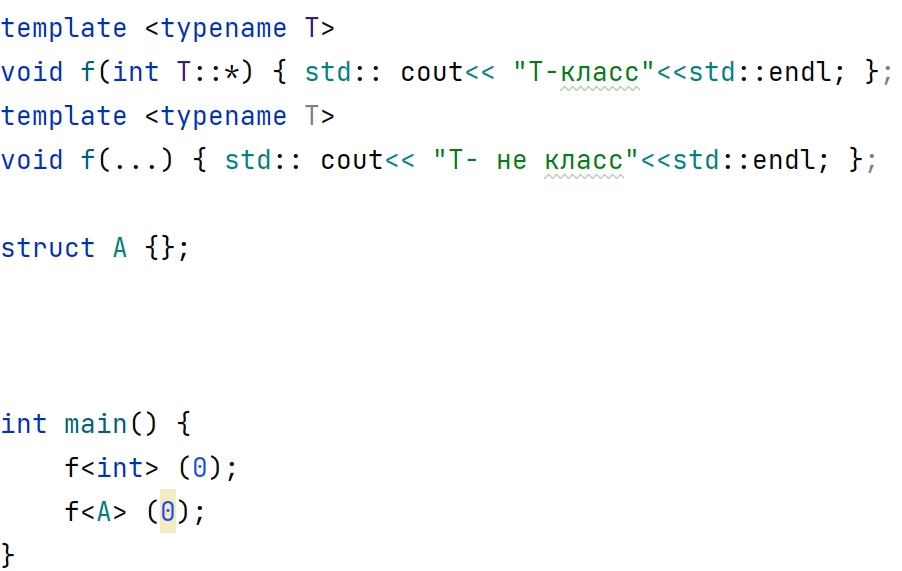 template <typename T>
void f(int T::*) { std:: cout<< "T-класс"<<std::endl; };
template <typename T>
void f(...) { std:: cout<< "T- не класс"<<std::endl; };
struct A {};
int main() {
    f<int> (0);
    f<A> (0);
}